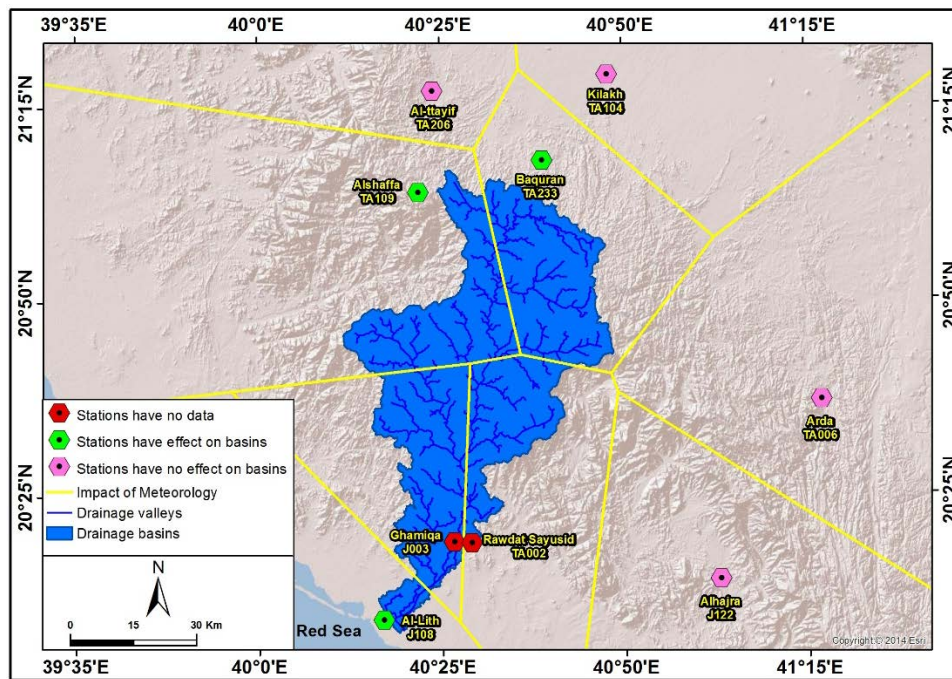 39°35'E 40°0'E 40°25'E 40°50'E 41°15'E
21°15'N
20°50'N
20°25'N
21°15'N
20°50'N
20°25'N
Al-ttayif
TA206
Kilakh
TA104
Alshaffa
TA109
Baquran
TA233
Arda
TA006
Ghamiqa
J003
Rawdat Sayusid
TA002
Alhajra
J122
Al-Lith
J108
Red Sea
Stations have no data
Stations have effect on basins
Stations have no effect on basins
Impact of Meteorology
Drainage valleys
Drainage basins
N
0 15 30 Km
Copyright:© 2014 Esri
39°35'E 40°0'E 40°25'E 40°50'E 41°15'E